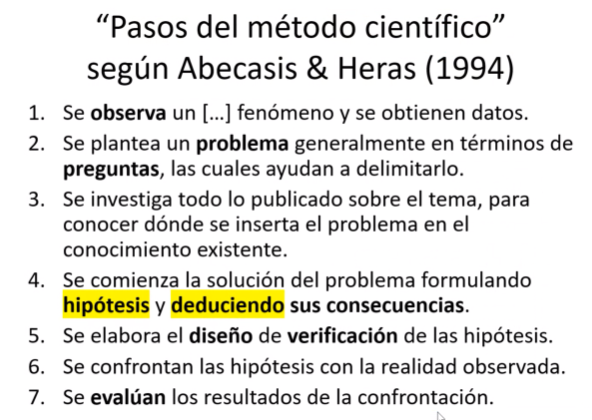 “Pasos del método científico”
según Abecasis & Heras (1994)
1. Se observa un [...] fenómeno y se obtienen datos.
2. Se plantea un problema generalmente en términos de
preguntas, las cuales ayudan a delimitarlo.
3. Se investiga todo lo publicado sobre el tema, para
conocer dónde se inserta el problema en el
conocimiento existente.
4. Se comienza la solución del problema formulando
hipótesis y deduciendo sus consecuencias.
5. Se elabora el diseño de verificación de las hipótesis.
6. Se confrontan las hipótesis con la realidad observada.
7. Se evalúan los resultados de la confrontación.